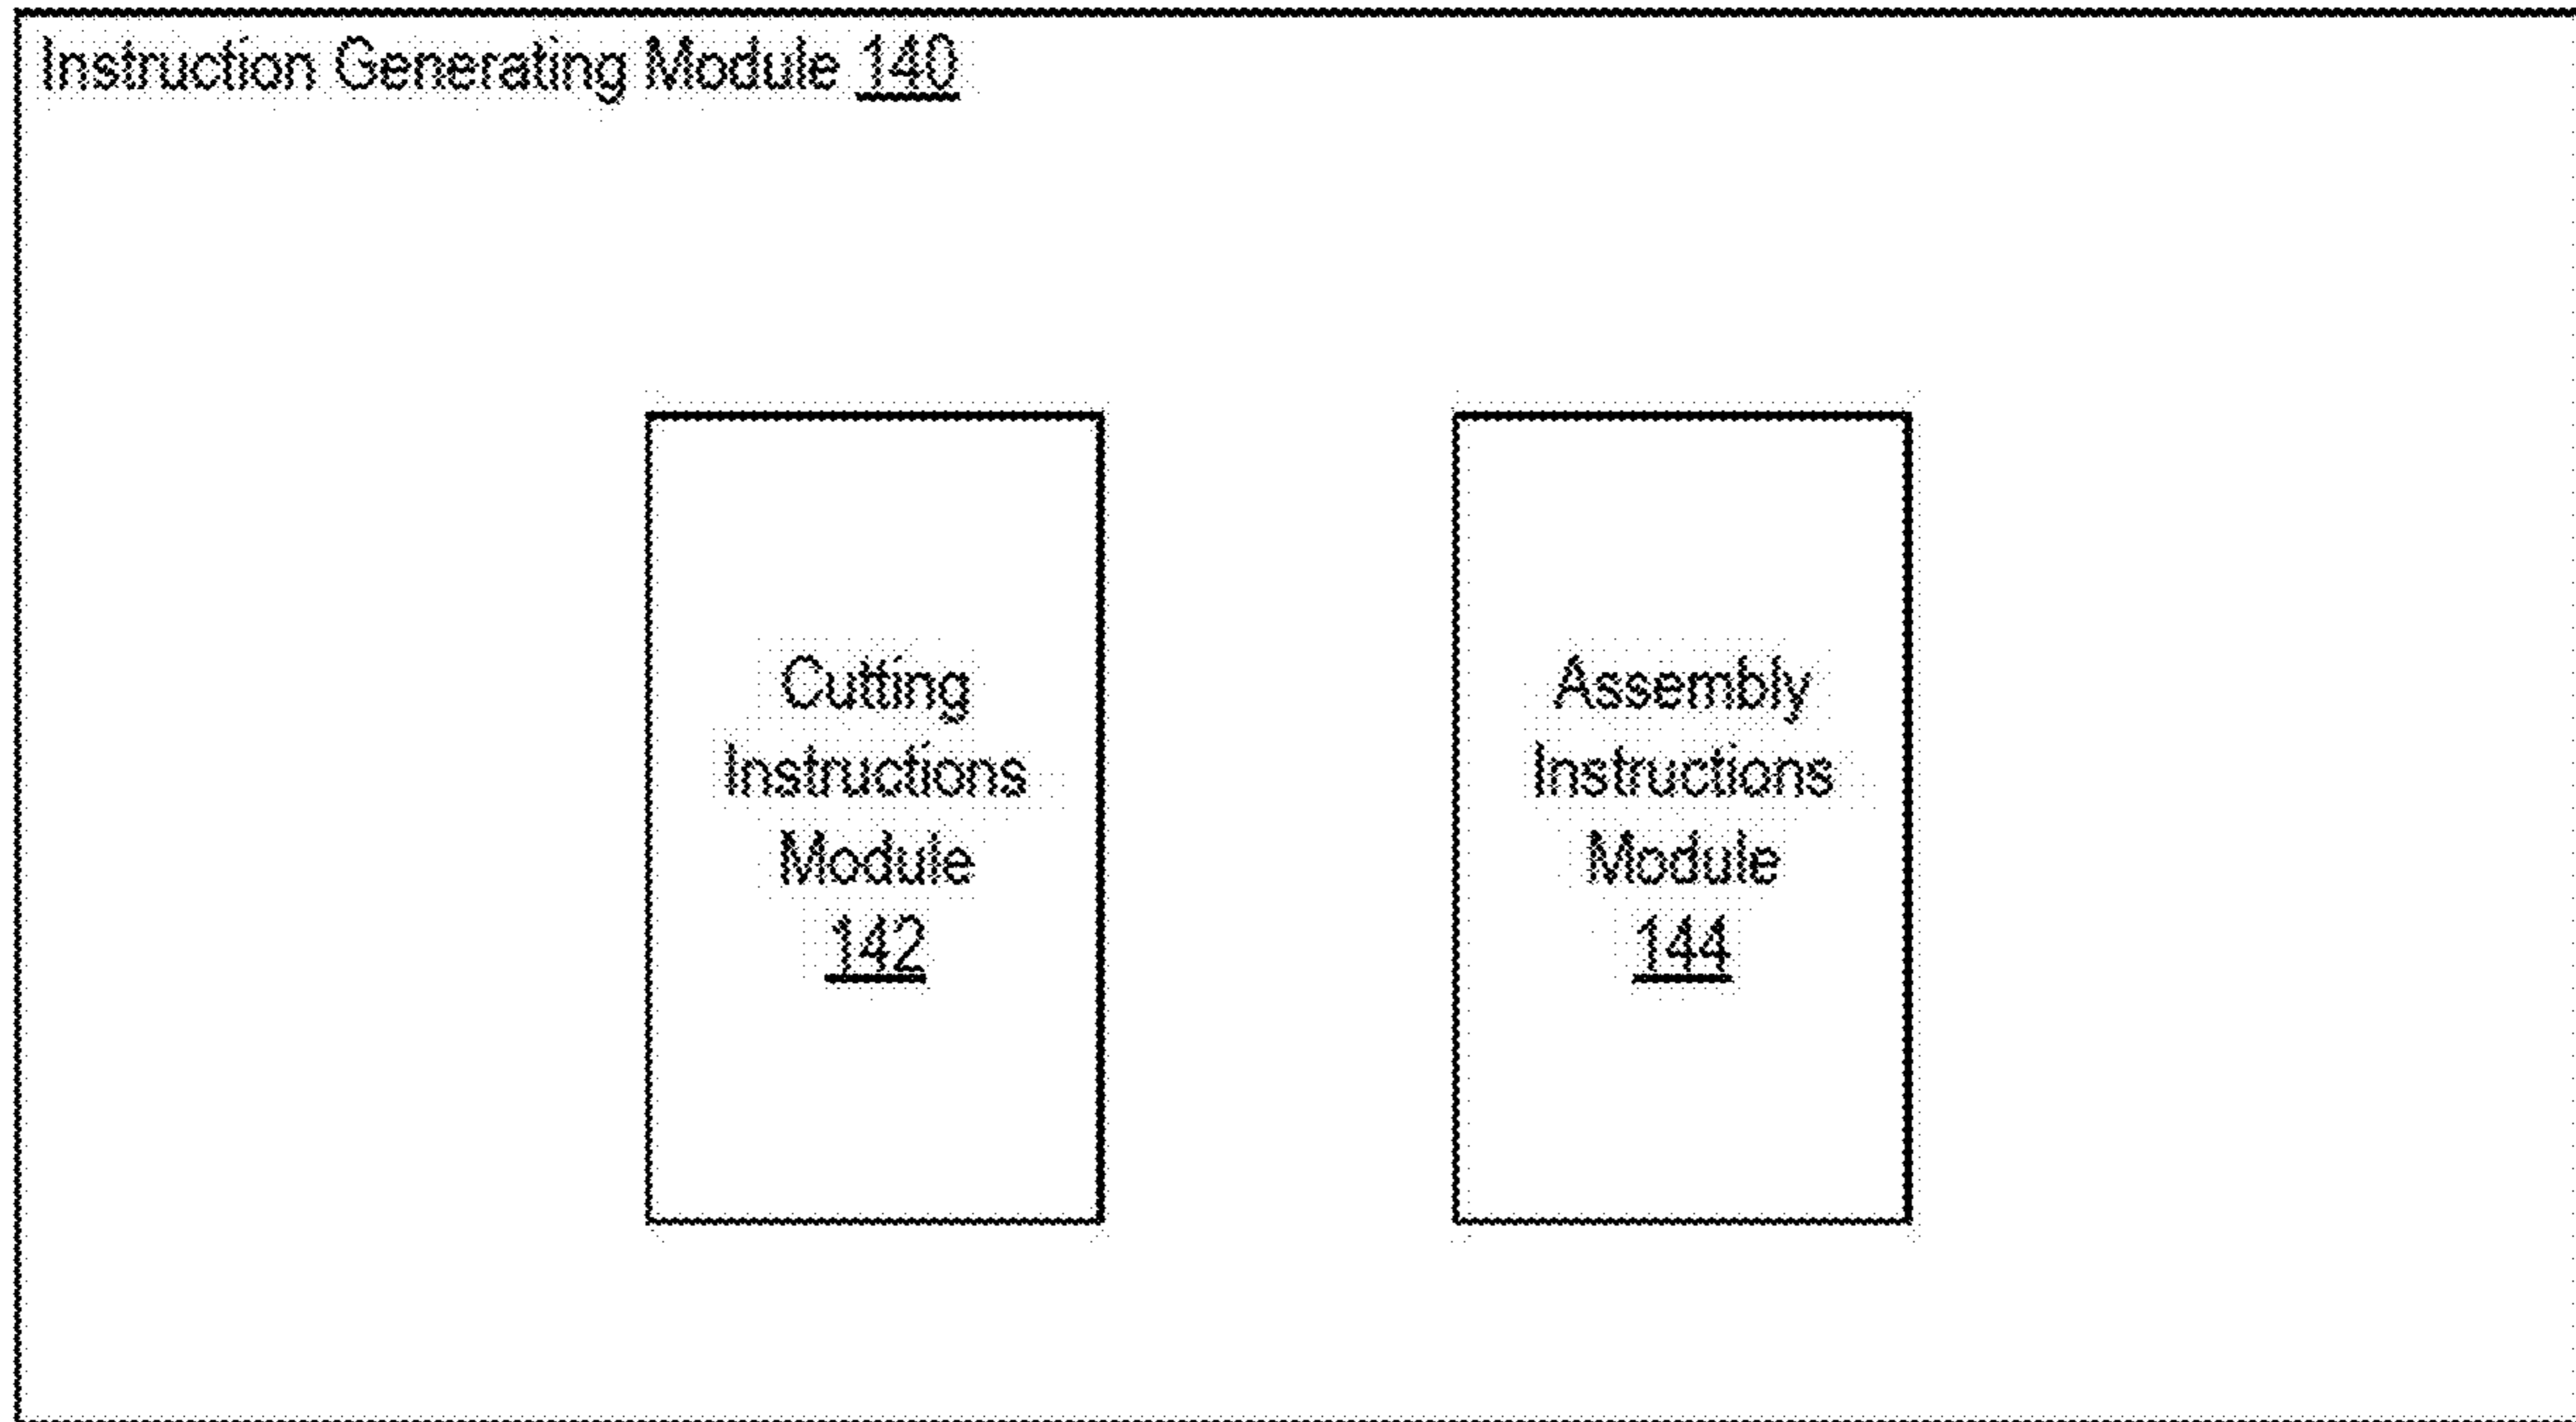 Instruction Generating Module 140
Cutting
Instructions
Module
142
Assembly
Instructions
Module
144